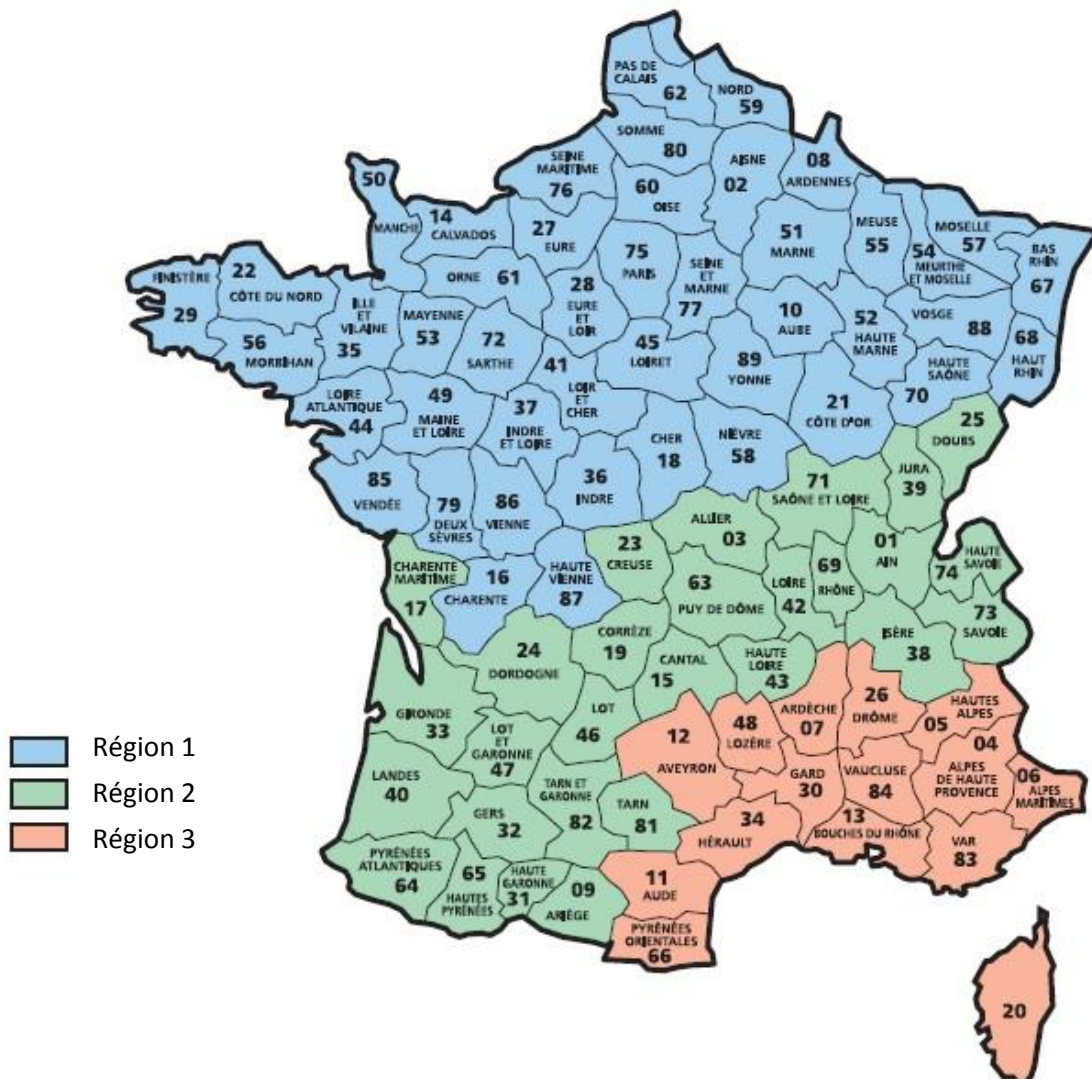 PAS DE
CALAIS
62
NORD
59
SOMME
80
AISNE
02
08
ARDENNES
SEINE
MARITIME
76
60
OISE
50
MANCHE
14
CALVADOS
27
EURE
75
PARIS
SEINE
ET
MARNE
77
51
MARNE
MEUSE
55
MOSELLE
57
54
MEURTHE
ET MOSELLE
BAS
RHIN
67
FINISTÈRE
29
22
CÔTE DU NORD
56
MORBIHAN
ILLE
ET
VILAINE
35
ORNE
61
MAYENNE
53
72
SARTHE
28
EURE
ET
LOIR
45
LOIRET
10
AUBE
52
HAUTE
MARNE
VOSGE
88
68
HAUT
RHIN
41
LOIR
ET
CHER
89
YONNE
HAUTE
SAÔNE
70
LOIRE
ATLANTIQUE
44
49
MAINE
ET LOIRE
37
INDRE
ET LOIRE
CHER
18
NIÈVRE
58
21
CÔTE D'OR
25
DOUBS
85
VENDÉE
79
DEUX
SÈVRES
86
VIENNE
36
INDRE
71
SAÔNE ET LOIRE
JURA
39
ALLIER
03
CHARENTE
MARITIME
17
16
CHARENTE
HAUTE
VIENNE
87
23
CREUSE
63
PUY DE DÔME
LOIRE
42
69
RHÔNE
01
AIN
HAUTE
SAVOIE
74
73
SAVOIE
24
DORDOGNE
CORRÈZE
19
CANTAL
15
HAUTE
LOIRE
43
ISÈRE
38
GIRONDE
33
LOT
ET
GARONNE
47
LOT
46
12
AVEYRON
48
LOZÈRE
ARDÈCHE
07
26
DRÔME
HAUTES
ALPES
05
04
ALPES
DE HAUTE
PROVENCE
06
ALPES
MARITIMES
Région 1
Région 2
Région 3
LANDES
40
GERS
32
TARN ET
GARONNE
82
TARN
81
GARD
30
VAUCLUSE
84
34
HÉRAULT
13
BOUCHES DU RHÔNE
VAR
83
PYRÉNÉES
ATLANTIQUES
64
65
HAUTES
PYRÉNÉES
HAUTE
GARONNE
31
09
ARIÈGE
11
AUDE
PYRÉNÉES
ORIENTALES
66
20